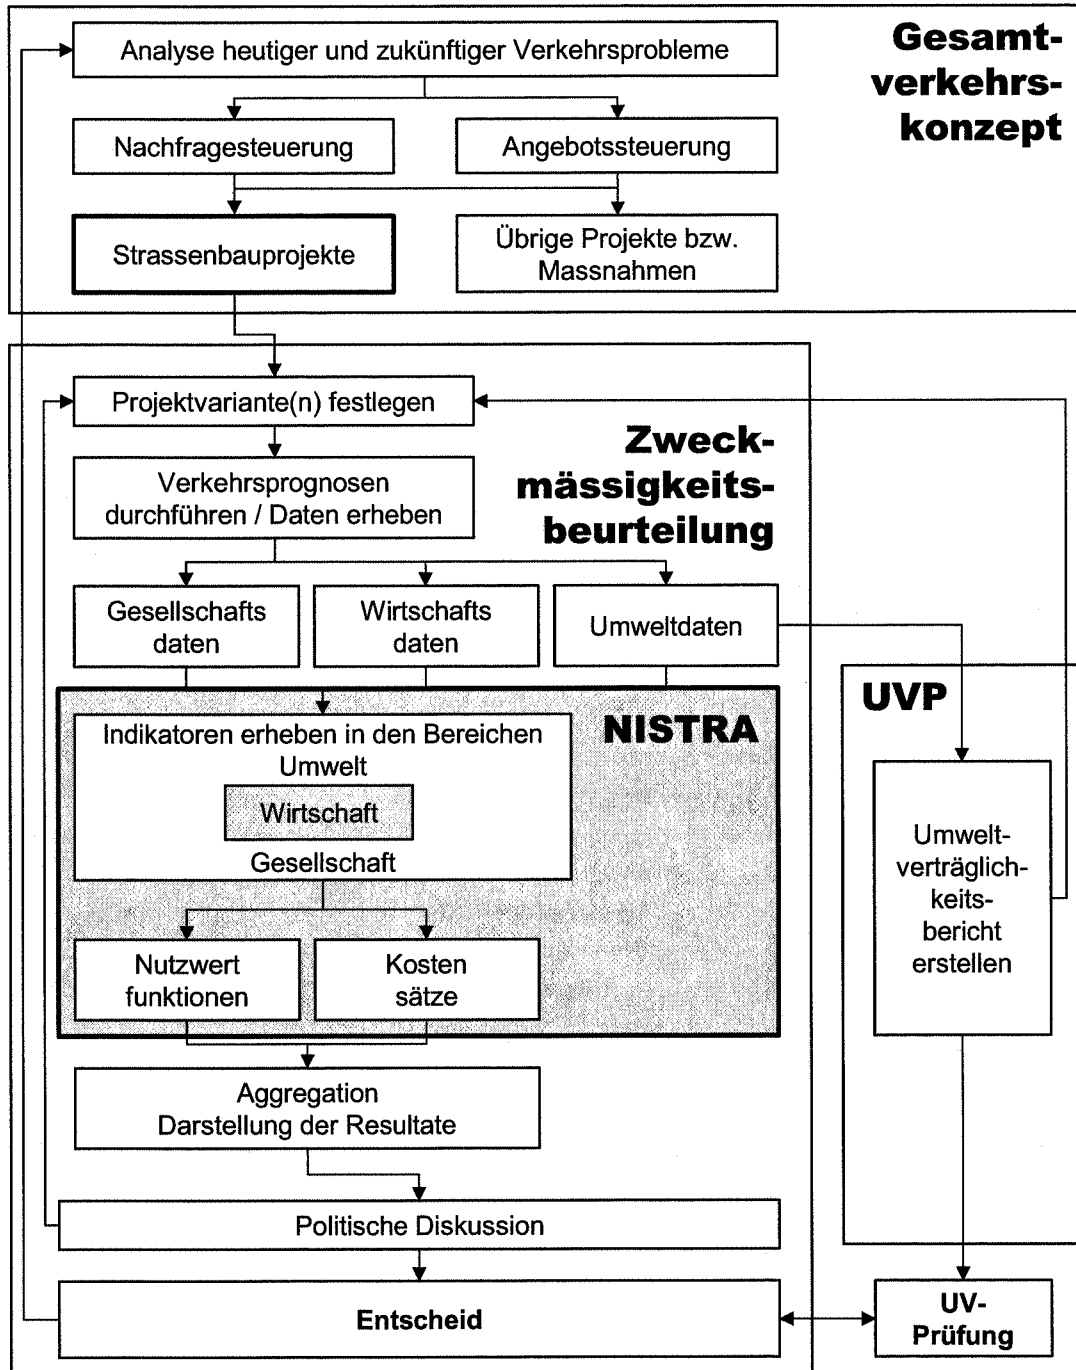 Analyse heutiger und zukünftiger Verkehrsprobleme
Gesamt-
verkehrs-
konzept
Nachfragesteuerung
Angebotssteuerung
Strassenbauprojekte
Übrige Projekte bzw.
Massnahmen
Projektvariante(n) festlegen
Zweck-
mässigkeits-
beurteilung
Verkehrsprognosen
durchführen / Daten erheben
Gesellschafts
daten
Wirtschafts
daten
Umweltdaten
UVP
NISTRA
Indikatoren erheben in den Bereichen
Umwelt
Wirtschaft
Gesellschaft
Umwelt-
verträglich-
keits-
bericht
erstellen
Nutzwert
funktionen
Kosten
sätze
Aggregation
Darstellung der Resultate
Politische Diskussion
Entscheid
UV-
Prüfung